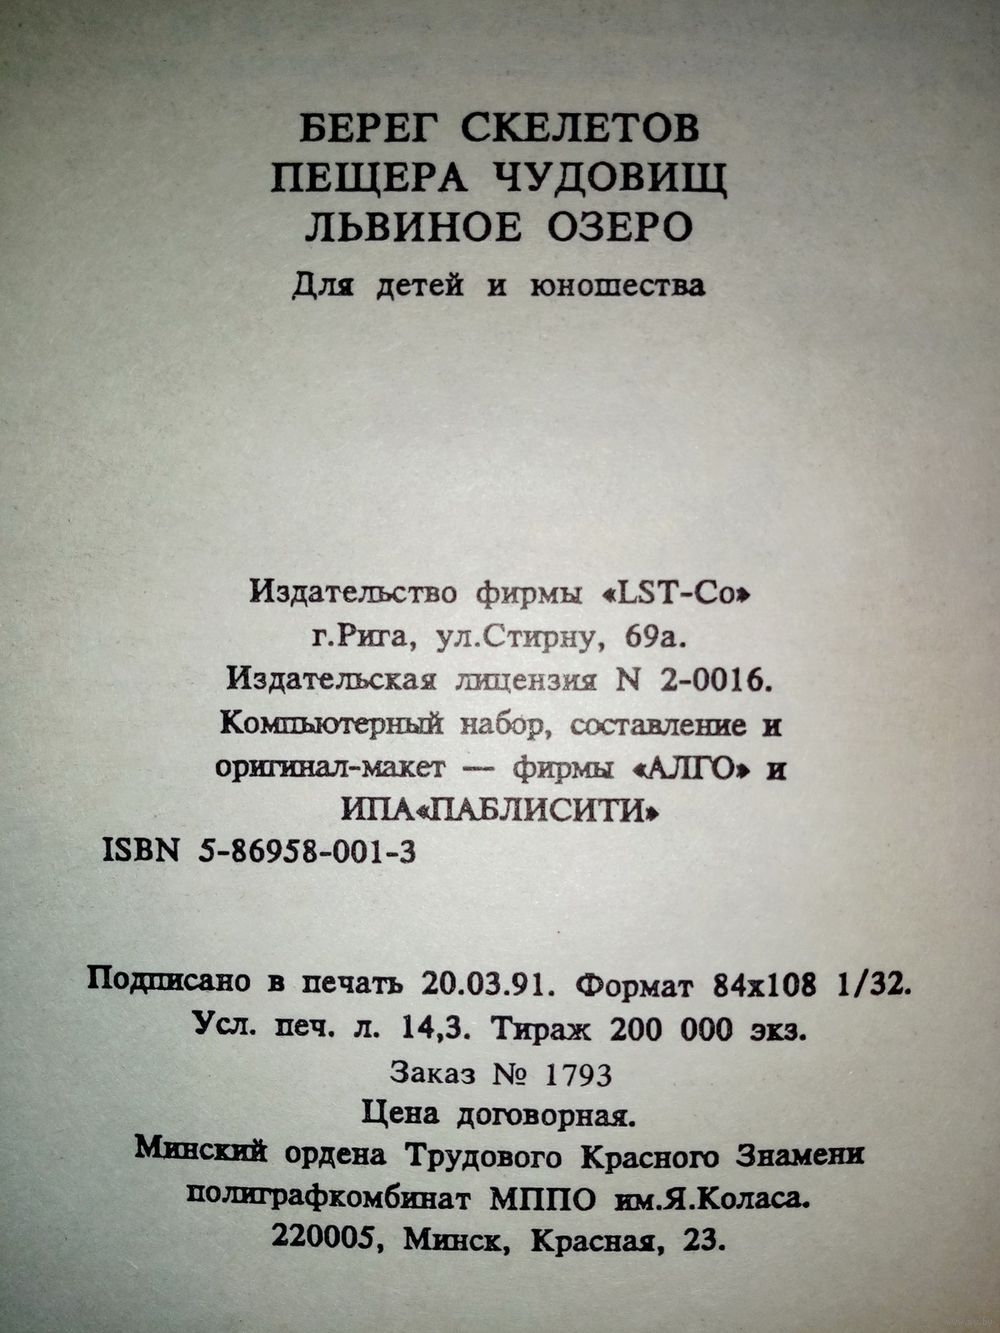 БЕРЕГ СКЕЛЕТОВ
ПЕЩЕРА ЧУДОВИЩ
ЛЬВИНОЕ ОЗЕРО
Для детей и юношества
Издательство фирмы «LST-Co»
г.Рига, ул.Стирну, 69а.
Издательская лицензия N 2-0016.
Компьютерный набор, составление и
оригинал-макет — фирмы «АЛГО» и
ИПА«ПАБЛИСИТИ»
ISBN 5-86958-001-3
Подписано в печать 20.03.91. Формат 84x108 1/32.
Усл. печ. л. 14,3. Тираж 200 000 экз.
Заказ № 1793
Цена договорная.
Минский ордена Трудового Красного Знамени
полиграфкомбинат МППО им.Я.Коласа.
220005, Минск, Красная, 23.